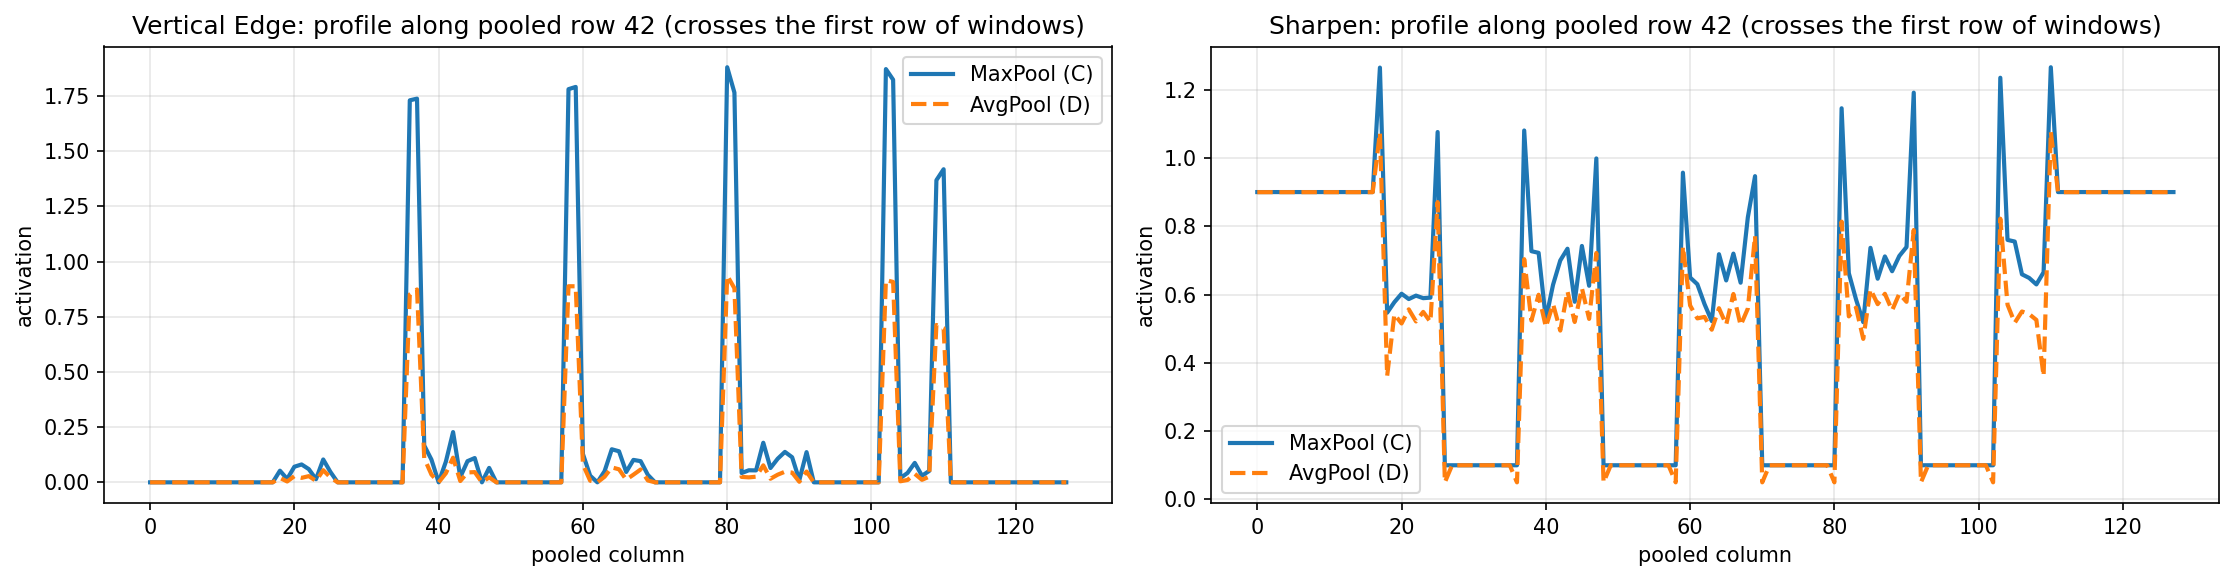 Vertical Edge: profile along pooled row 42 (crosses the first row of windows)
activation
1.75
1.50
1.25
1.00
0.75
0.50
0.25
0.00
MaxPool (C)
AvgPool (D)
0 20 40 60 80 100 120
pooled column
Sharpen: profile along pooled row 42 (crosses the first row of windows)
activation
1.2
1.0
0.8
0.6
0.4
0.2
0.0
MaxPool (C)
AvgPool (D)
0 20 40 60 80 100 120
pooled column